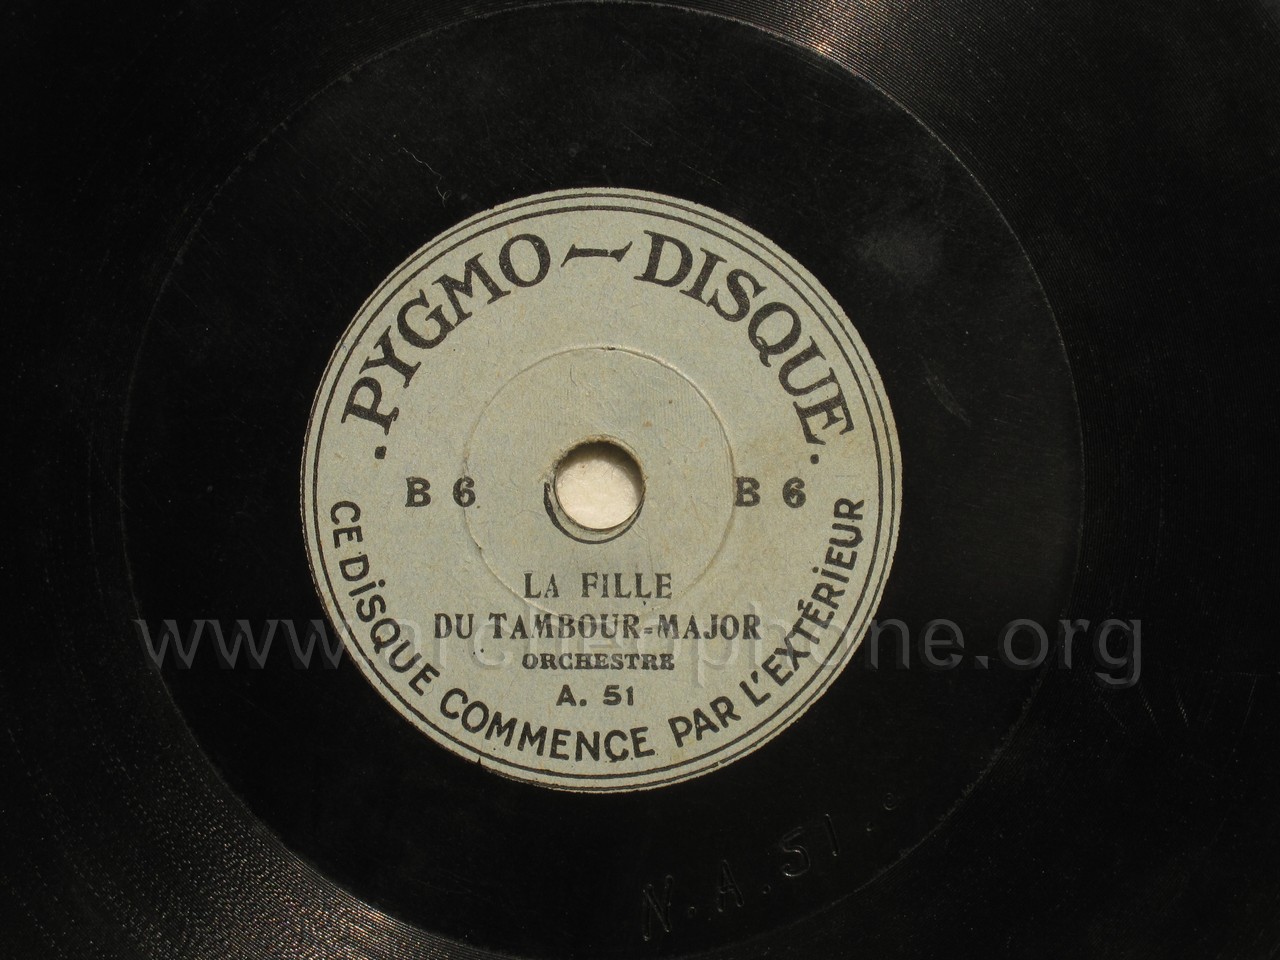 .PYGMO-DISQUE.
B 6 B 6
LA FILLE
DU TAMBOUR=MAJOR
ORCHESTRE
A. 51
CE DiSQUE COMMENÇE PAR L'EXTÉRiEUR
www.archeophone.org
N.A.51.